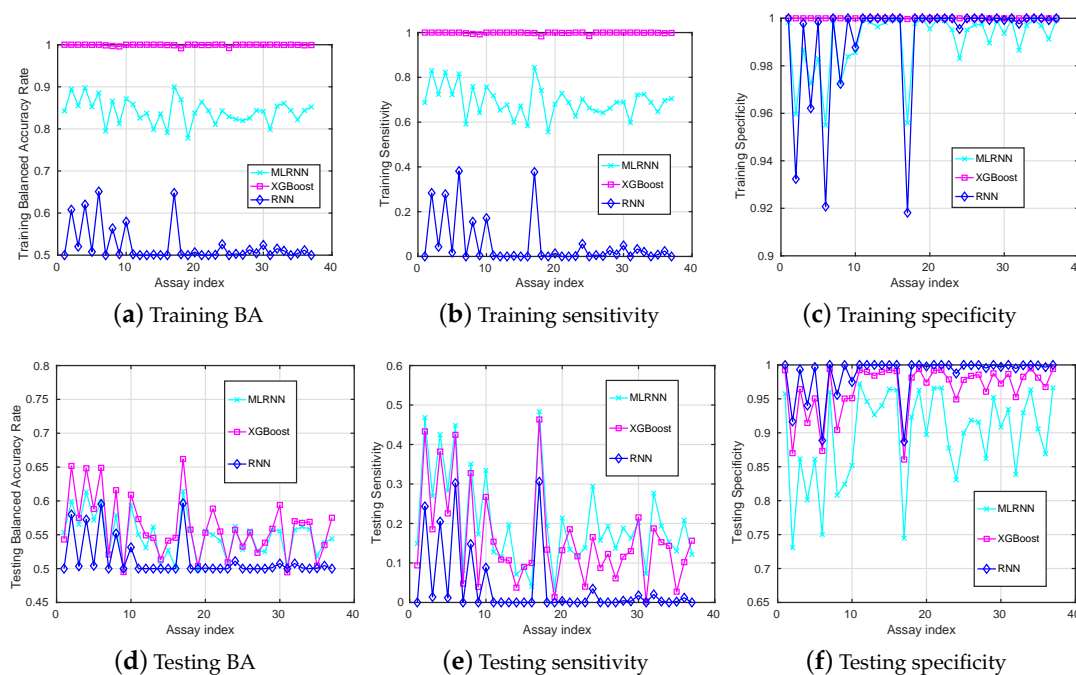 Training Balanced Accuracy Rate
1
0.9
0.8
0.7
0.6
0.5
0 10 20 30 40
Assay index
MLRNN
XGBoost
RNN
(a) Training BA
Training Sensitivity
1
0.8
0.6
0.4
0.2
0
0 10 20 30 40
Assay index
MLRNN
XGBoost
RNN
(b) Training sensitivity
Training Specificity
1
0.98
0.96
0.94
0.92
0.9
0 10 20 30 40
Assay index
MLRNN
XGBoost
RNN
(c) Training specificity
Testing Balanced Accuracy Rate
0.8
0.75
0.7
0.65
0.6
0.55
0.5
0.45
0 10 20 30 40
Assay index
MLRNN
XGBoost
RNN
(d) Testing BA
Testing Sensitivity
0.6
0.5
0.4
0.3
0.2
0.1
0
0 10 20 30 40
Assay index
MLRNN
XGBoost
RNN
(e) Testing sensitivity
Testing Specificity
1
0.95
0.9
0.85
0.8
0.75
0.7
0.65
0 10 20 30 40
Assay index
MLRNN
XGBoost
RNN
(f) Testing specificity